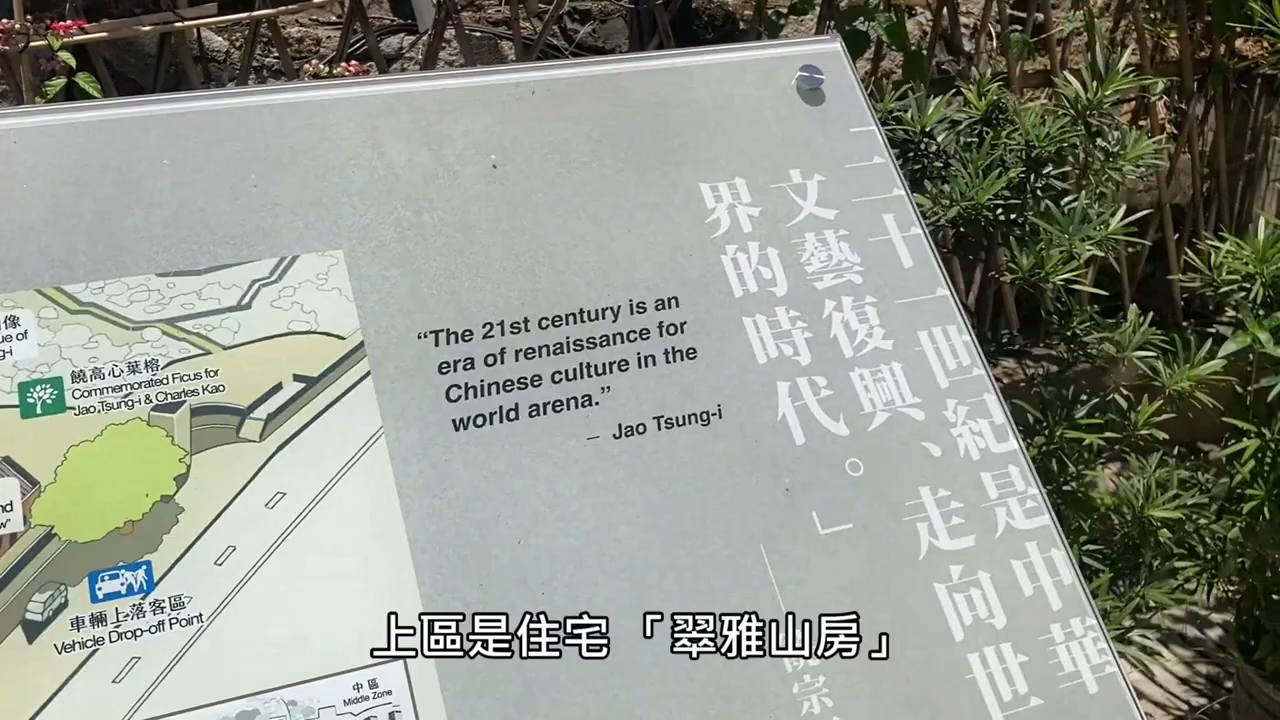 像
饒高心葉榕
Commemorated Ficus for
Jao Tsung-i & Charles Kao
車輛上落客區
Vehicle Drop-off Point
中區
Middle Zone
“The 21st century is an
era of renaissance for
Chinese culture in the
world arena.”
– Jao Tsung-i
二十一世紀是中華
文藝復興、走向世
界的時代。」
上區是住宅「翠雅山房」